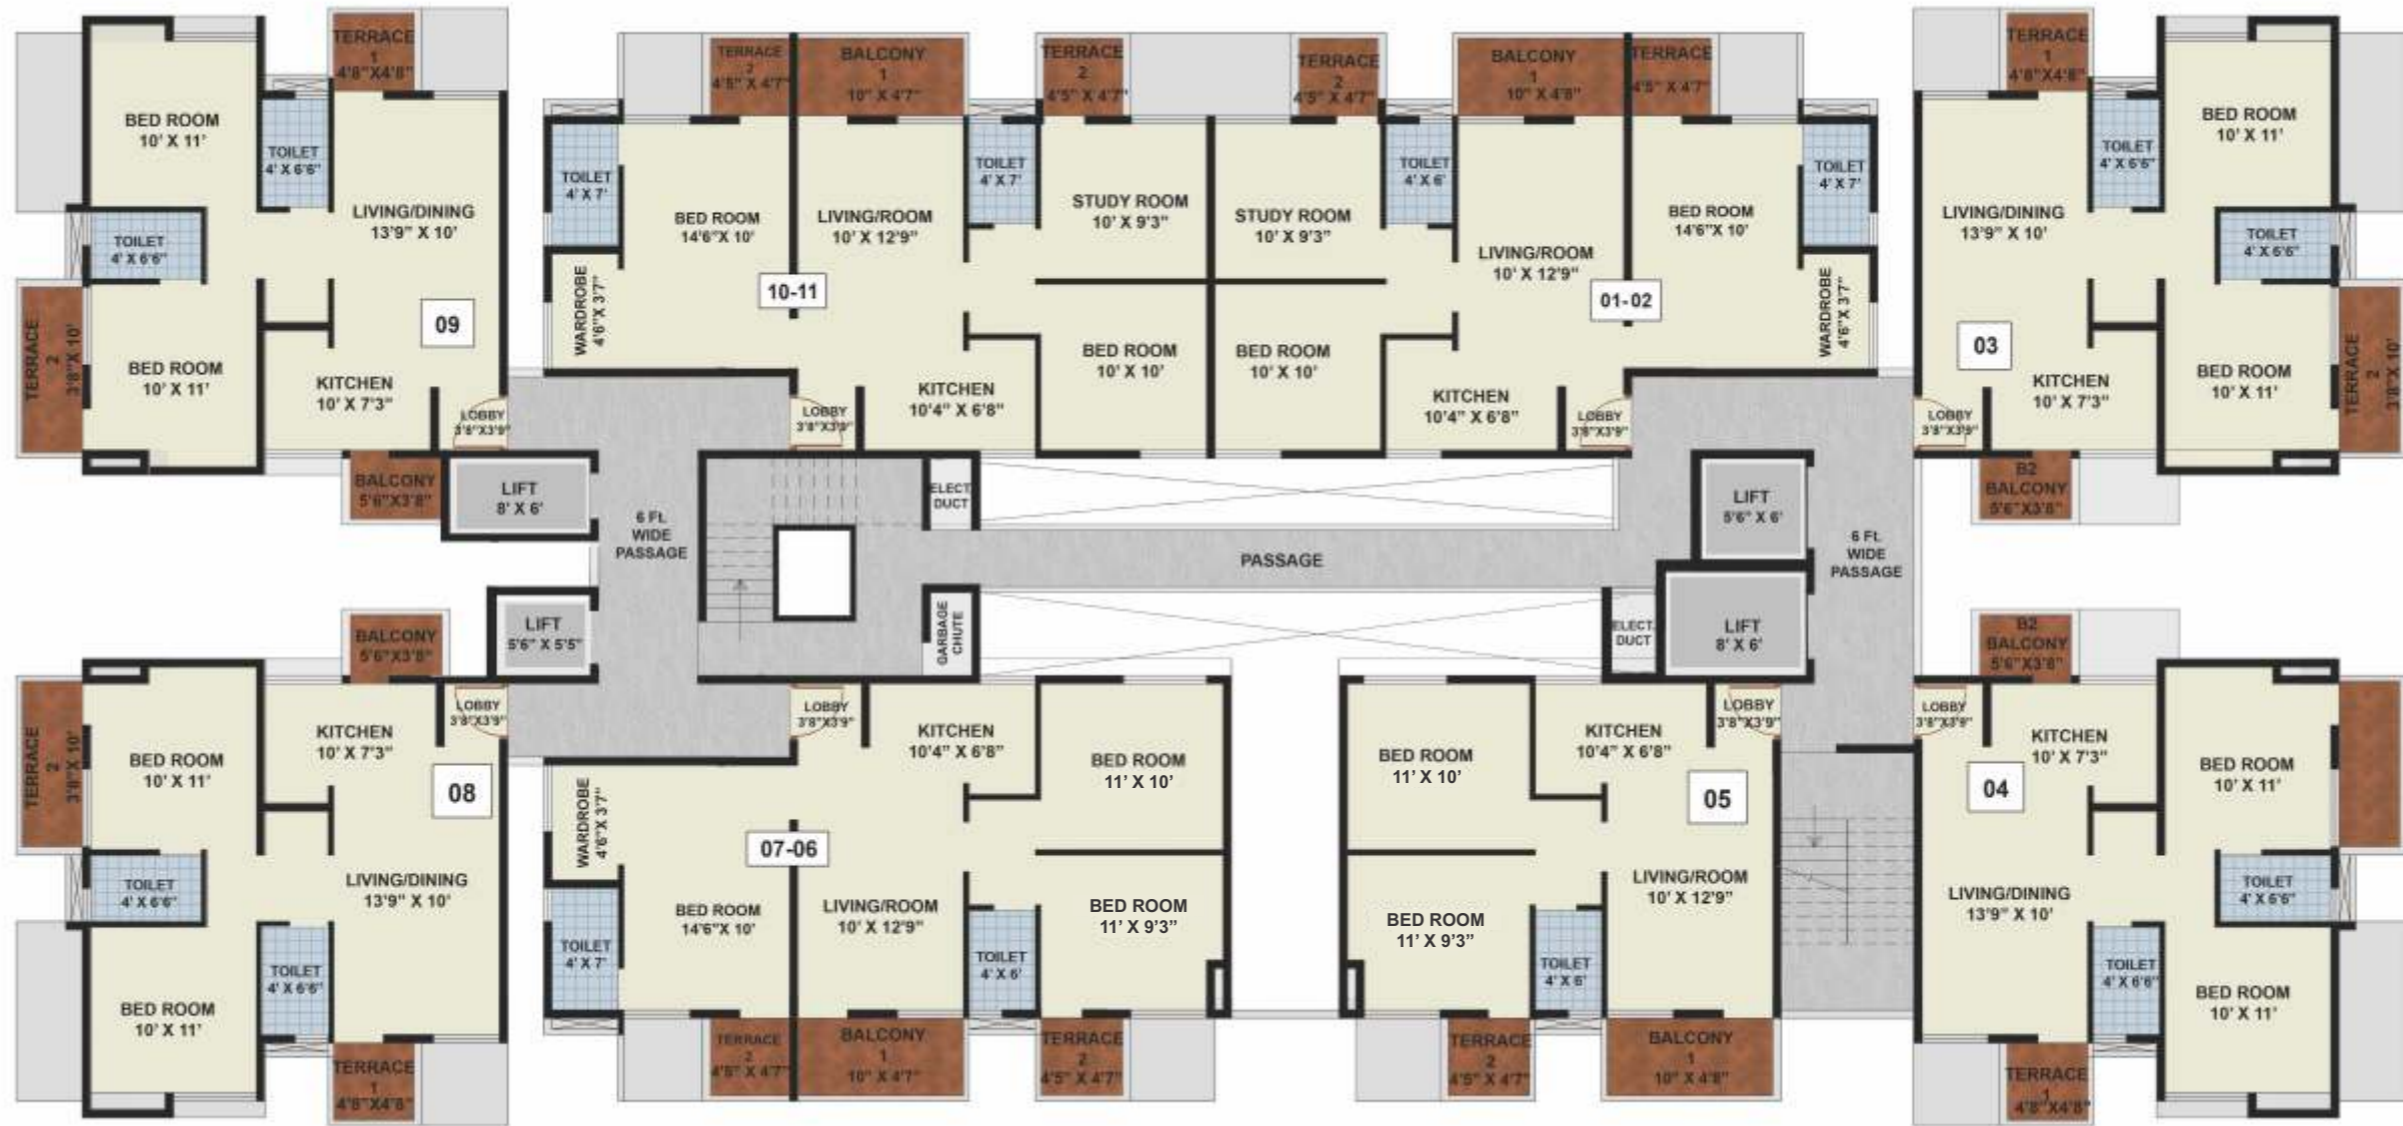 TERRACE
1
4'8"X4'8"
BED ROOM
10' X 11'
TOILET
4' X 6'6"
LIVING/DINING
13'9" X 10'
TOILET
4' X 6'6"
09
TERRACE
2
3'8"X 10'
BED ROOM
10' X 11'
KITCHEN
10' X 7'3"
LOBBY
3'8"X3'9"
BALCONY
5'6"X3'8"
LIFT
8' X 6'
TERRACE
2
4'5" X 4'7"
BALCONY
1
10" X 4'7"
TERRACE
2
4'5" X 4'7"
TOILET
4' X 7'
BED ROOM
14'6"X 10'
LIVING/ROOM
10' X 12'9"
TOILET
4' X 7'
STUDY ROOM
10' X 9'3"
WARDROBE
4'6"X 3'7"
10-11
BED ROOM
10' X 10'
KITCHEN
10'4" X 6'8"
LOBBY
3'8"X3'9"
TERRACE
2
4'5" X 4'7"
BALCONY
1
10" X 4'8"
TERRACE
4'5" X 4'7"
STUDY ROOM
10' X 9'3"
TOILET
4' X 6'
LIVING/ROOM
10' X 12'9"
BED ROOM
14'6"X 10'
TOILET
4' X 7'
01-02
WARDROBE
4'6"X 3'7"
BED ROOM
10' X 10'
KITCHEN
10'4" X 6'8"
LOBBY
3'8"X3'9"
TERRACE
1
4'8"X4'8"
LIVING/DINING
13'9" X 10'
TOILET
4' X 6'6"
BED ROOM
10' X 11'
TOILET
4' X 6'6"
03
KITCHEN
10' X 7'3"
BED ROOM
10' X 11'
TERRACE
2
3'8"X 10'
LOBBY
3'8"X3'9"
B2
BALCONY
5'6"X3'8"
6 Ft.
WIDE
PASSAGE
ELECT.
DUCT
PASSAGE
LIFT
5'6" X 6'
6 Ft.
WIDE
PASSAGE
LIFT
5'6" X 5'5"
GARBAGE
CHUTE
ELECT.
DUCT
LIFT
8' X 6'
BALCONY
5'6"X3'8"
TERRACE
2
3'8"X 10'
BED ROOM
10' X 11'
KITCHEN
10' X 7'3"
LOBBY
3'8"X3'9"
08
TOILET
4' X 6'6"
LIVING/DINING
13'9" X 10'
BED ROOM
10' X 11'
TOILET
4' X 6'6"
TERRACE
1
4'8"X4'8"
LOBBY
3'8"X3'9"
KITCHEN
10'4" X 6'8"
BED ROOM
11' X 10'
WARDROBE
4'6"X 3'7"
07-06
TOILET
4' X 7'
BED ROOM
14'6"X 10'
LIVING/ROOM
10' X 12'9"
TOILET
4' X 6'
BED ROOM
11' X 9'3"
TERRACE
2
4'5" X 4'7"
BALCONY
1
10" X 4'7"
TERRACE
2
4'5" X 4'7"
BED ROOM
11' X 10'
KITCHEN
10'4" X 6'8"
LOBBY
3'8"X3'9"
05
BED ROOM
11' X 9'3"
TOILET
4' X 6'
LIVING/ROOM
10' X 12'9"
TERRACE
2
4'5" X 4'7"
BALCONY
1
10" X 4'8"
B2
BALCONY
5'6"X3'8"
LOBBY
3'8"X3'9"
KITCHEN
10' X 7'3"
BED ROOM
10' X 11'
04
LIVING/DINING
13'9" X 10'
TOILET
4' X 6'6"
TOILET
4' X 6'6"
BED ROOM
10' X 11'
TERRACE
1
4'8"X4'8"